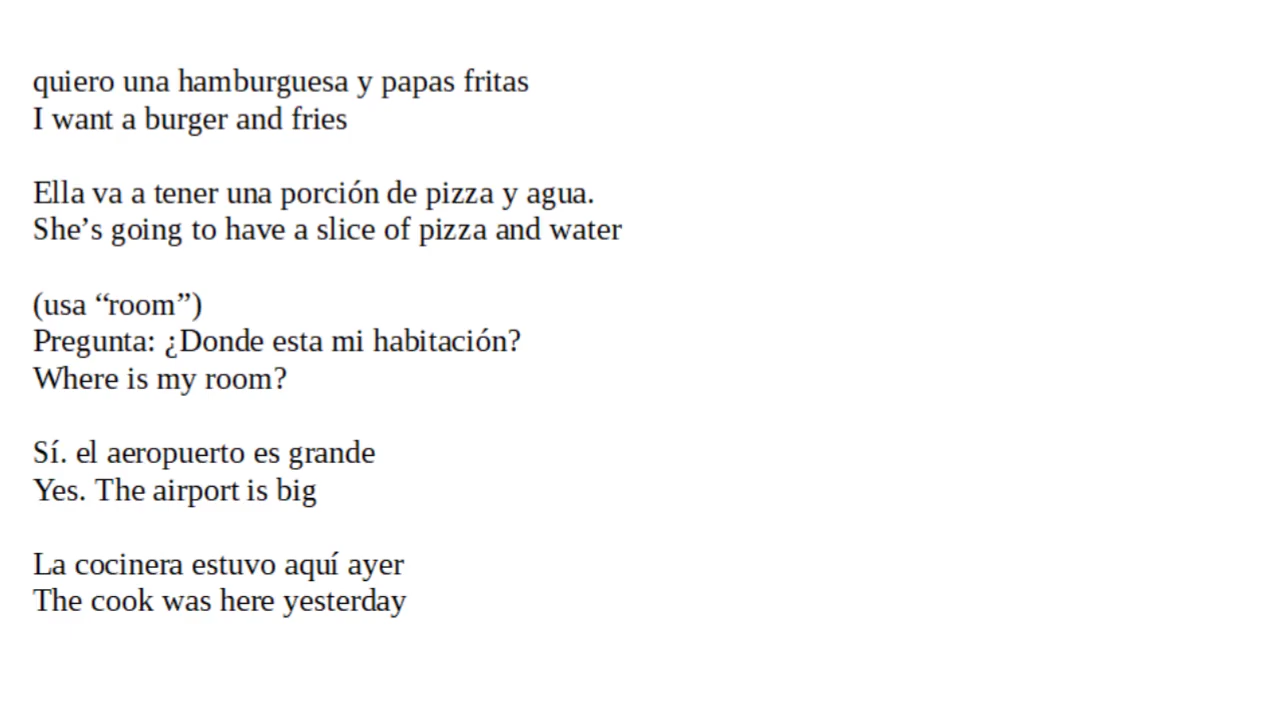 quiero una hamburguesa y papas fritas
I want a burger and fries
Ella va a tener una porción de pizza y agua.
She’s going to have a slice of pizza and water
(usa “room”)
Pregunta: ¿Donde esta mi habitación?
Where is my room?
Sí. el aeropuerto es grande
Yes. The airport is big
La cocinera estuvo aquí ayer
The cook was here yesterday